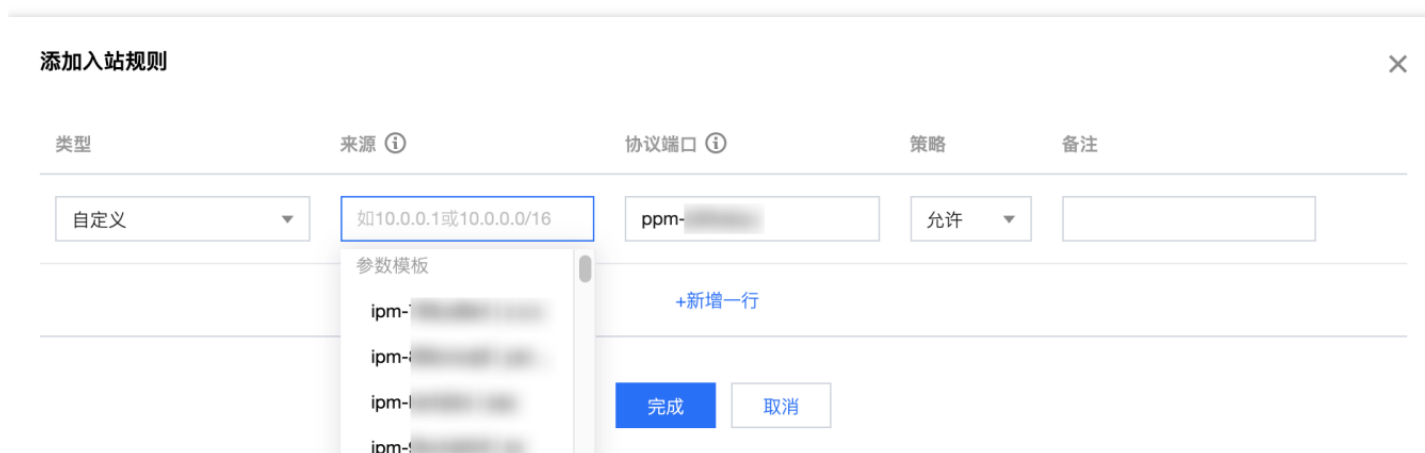 添加入站规则
类型 来源 协议端口 策略 备注
自定义 如10.0.0.1或10.0.0.0/16 ppm- 允许
参数模板
ipm-
+新增一行
ipm-
ipm-
完成 取消
ipm-